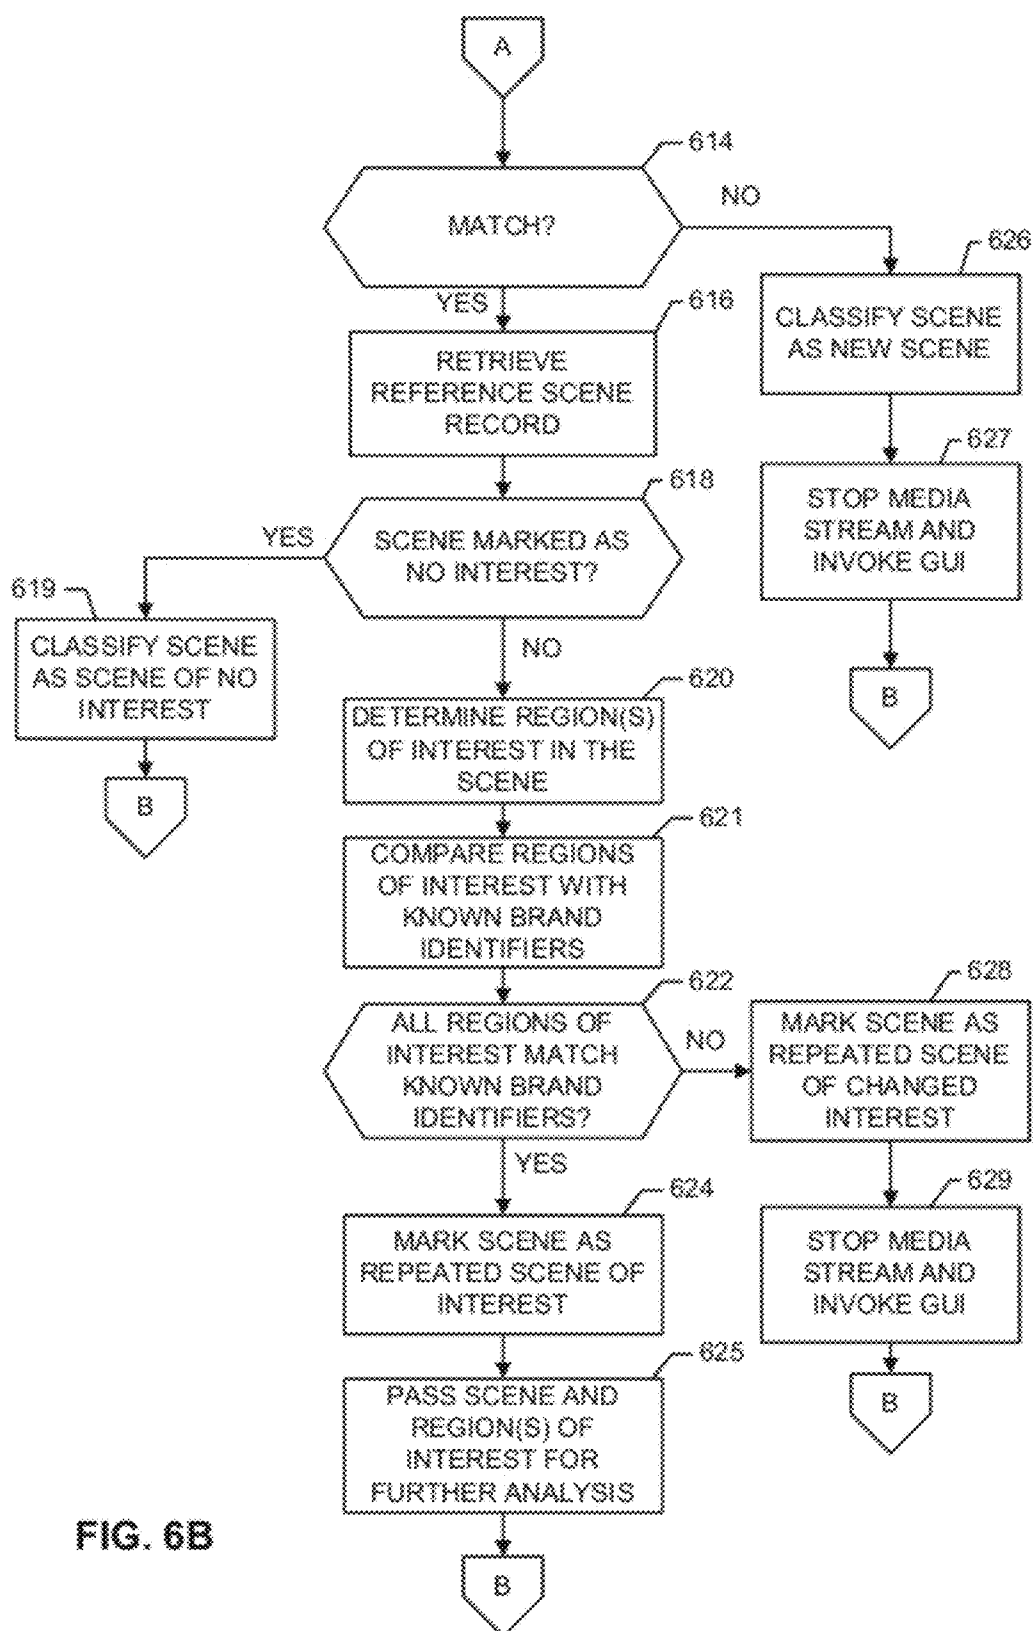 A
614
MATCH?
NO
YES
616
626
CLASSIFY SCENE
AS NEW SCENE
RETRIEVE
REFERENCE SCENE
RECORD
627
STOP MEDIA
STREAM AND
INVOKE GUI
B
618
SCENE MARKED AS
NO INTEREST?
YES
NO
619
CLASSIFY SCENE
AS SCENE OF NO
INTEREST
B
620
DETERMINE REGION(S)
OF INTEREST IN THE
SCENE
621
COMPARE REGIONS
OF INTEREST WITH
KNOWN BRAND
IDENTIFIERS
622
ALL REGIONS OF
INTEREST MATCH
KNOWN BRAND
IDENTIFIERS?
NO
YES
628
MARK SCENE AS
REPEATED SCENE
OF CHANGED
INTEREST
629
STOP MEDIA
STREAM AND
INVOKE GUI
B
624
MARK SCENE AS
REPEATED SCENE OF
INTEREST
625
PASS SCENE AND
REGION(S) OF
INTEREST FOR
FURTHER ANALYSIS
B
FIG. 6B